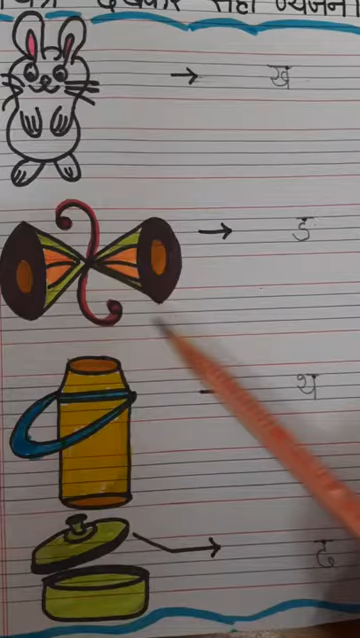 चित्र देखकर सही व्यंजन
ख
ड
थ
ढ